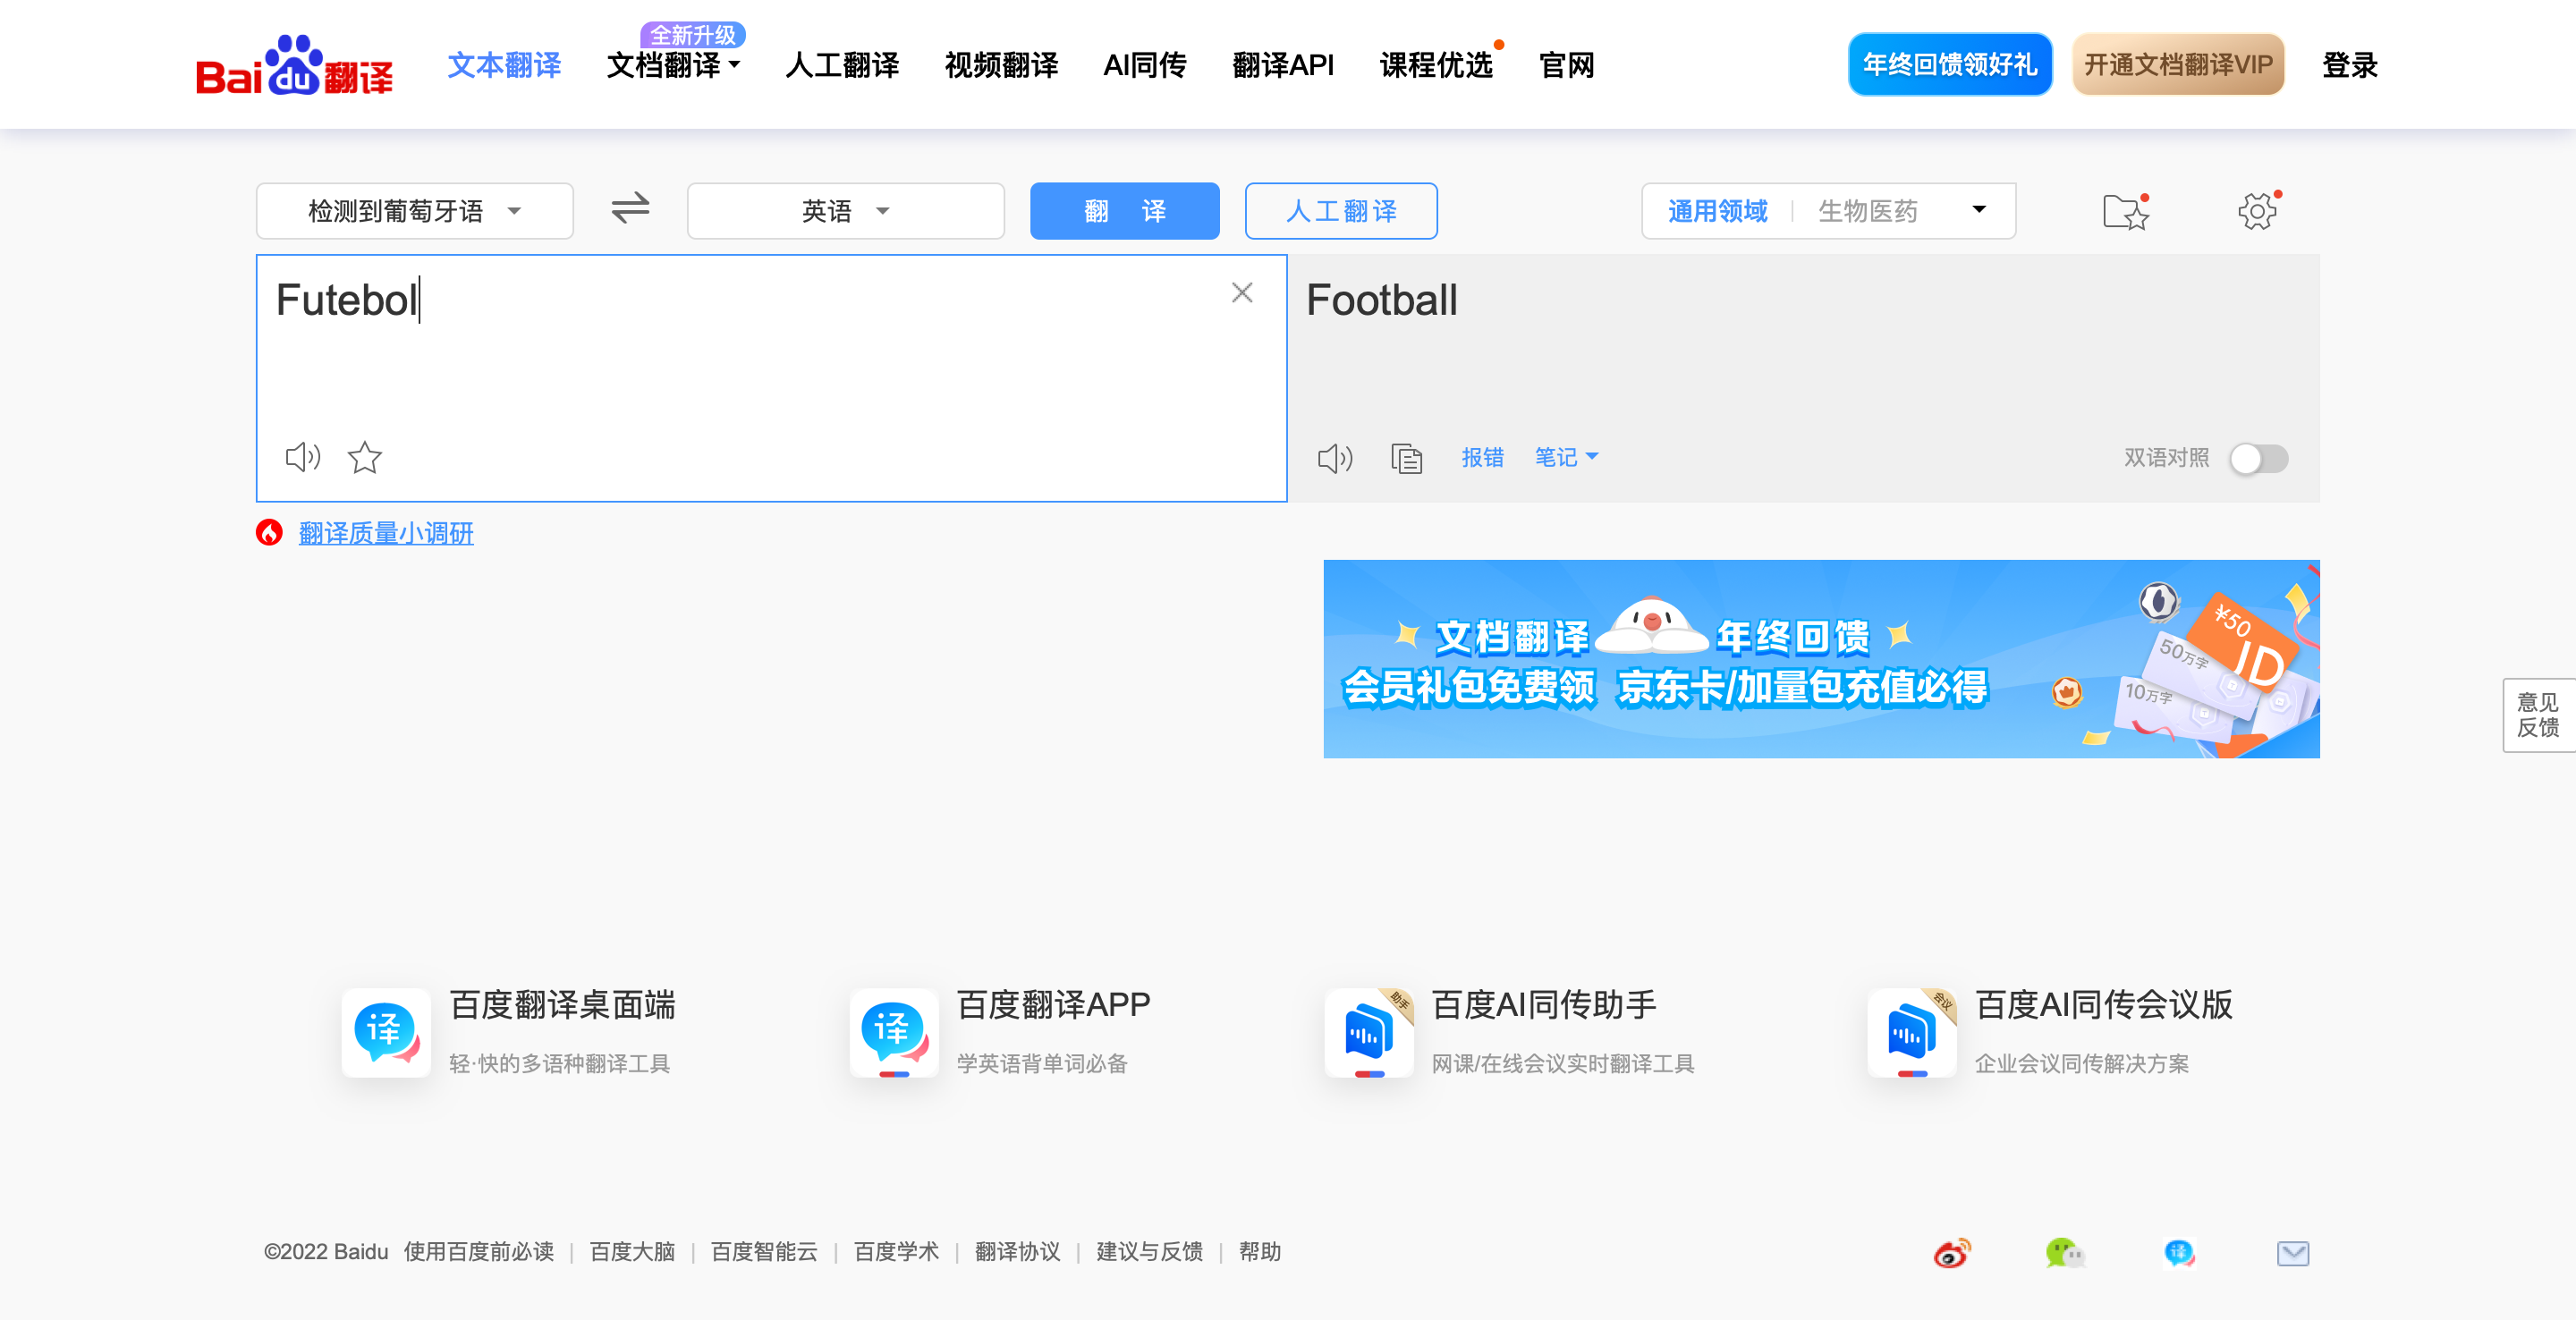 Bai du 翻译
文本翻译
全新升级
文档翻译
人工翻译
视频翻译
AI同传
翻译API
课程优选
官网
年终回馈领好礼
开通文档翻译VIP
登录
检测到葡萄牙语
英语
翻 译
人工翻译
通用领域
生物医药
Futebol
Football
报错
笔记
双语对照
翻译质量小调研
文档翻译 年终回馈
会员礼包免费领 京东卡/加量包充值必得
¥50
JD
50万字
10万字
意见
反馈
译
百度翻译桌面端
轻·快的多语种翻译工具
译
百度翻译APP
学英语背单词必备
助手
百度AI同传助手
网课/在线会议实时翻译工具
会议
百度AI同传会议版
企业会议同传解决方案
©2022 Baidu 使用百度前必读 | 百度大脑 | 百度智能云 | 百度学术 | 翻译协议 | 建议与反馈 | 帮助
译